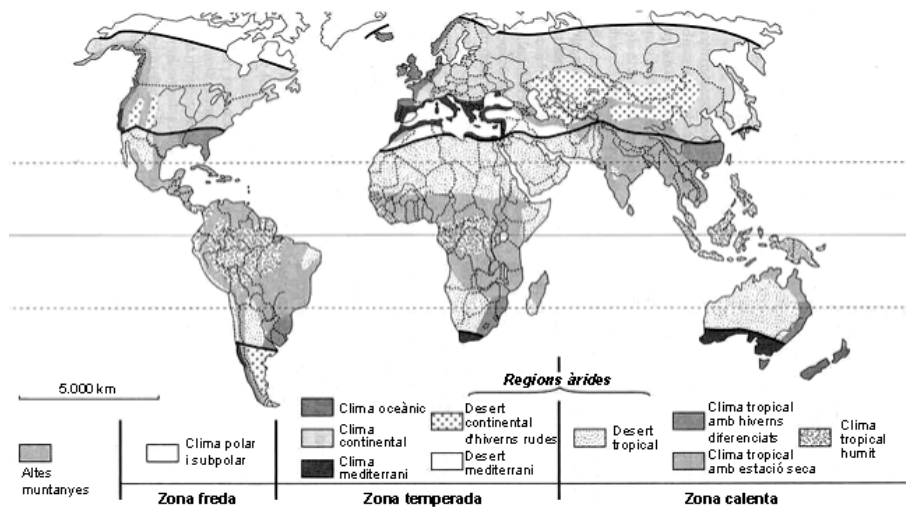 5.000 km
Regions àrides
Altes
muntanyes
Clima polar
i subpolar
Clima oceànic
Clima
continental
Clima
mediterrani
Desert
continental
d'hiverns rudes
Desert
mediterrani
Desert
tropical
Clima tropical
amb hiverns
diferenciats
Clima tropical
amb estació seca
Clima
tropical
humit
Zona freda
Zona temperada
Zona calenta